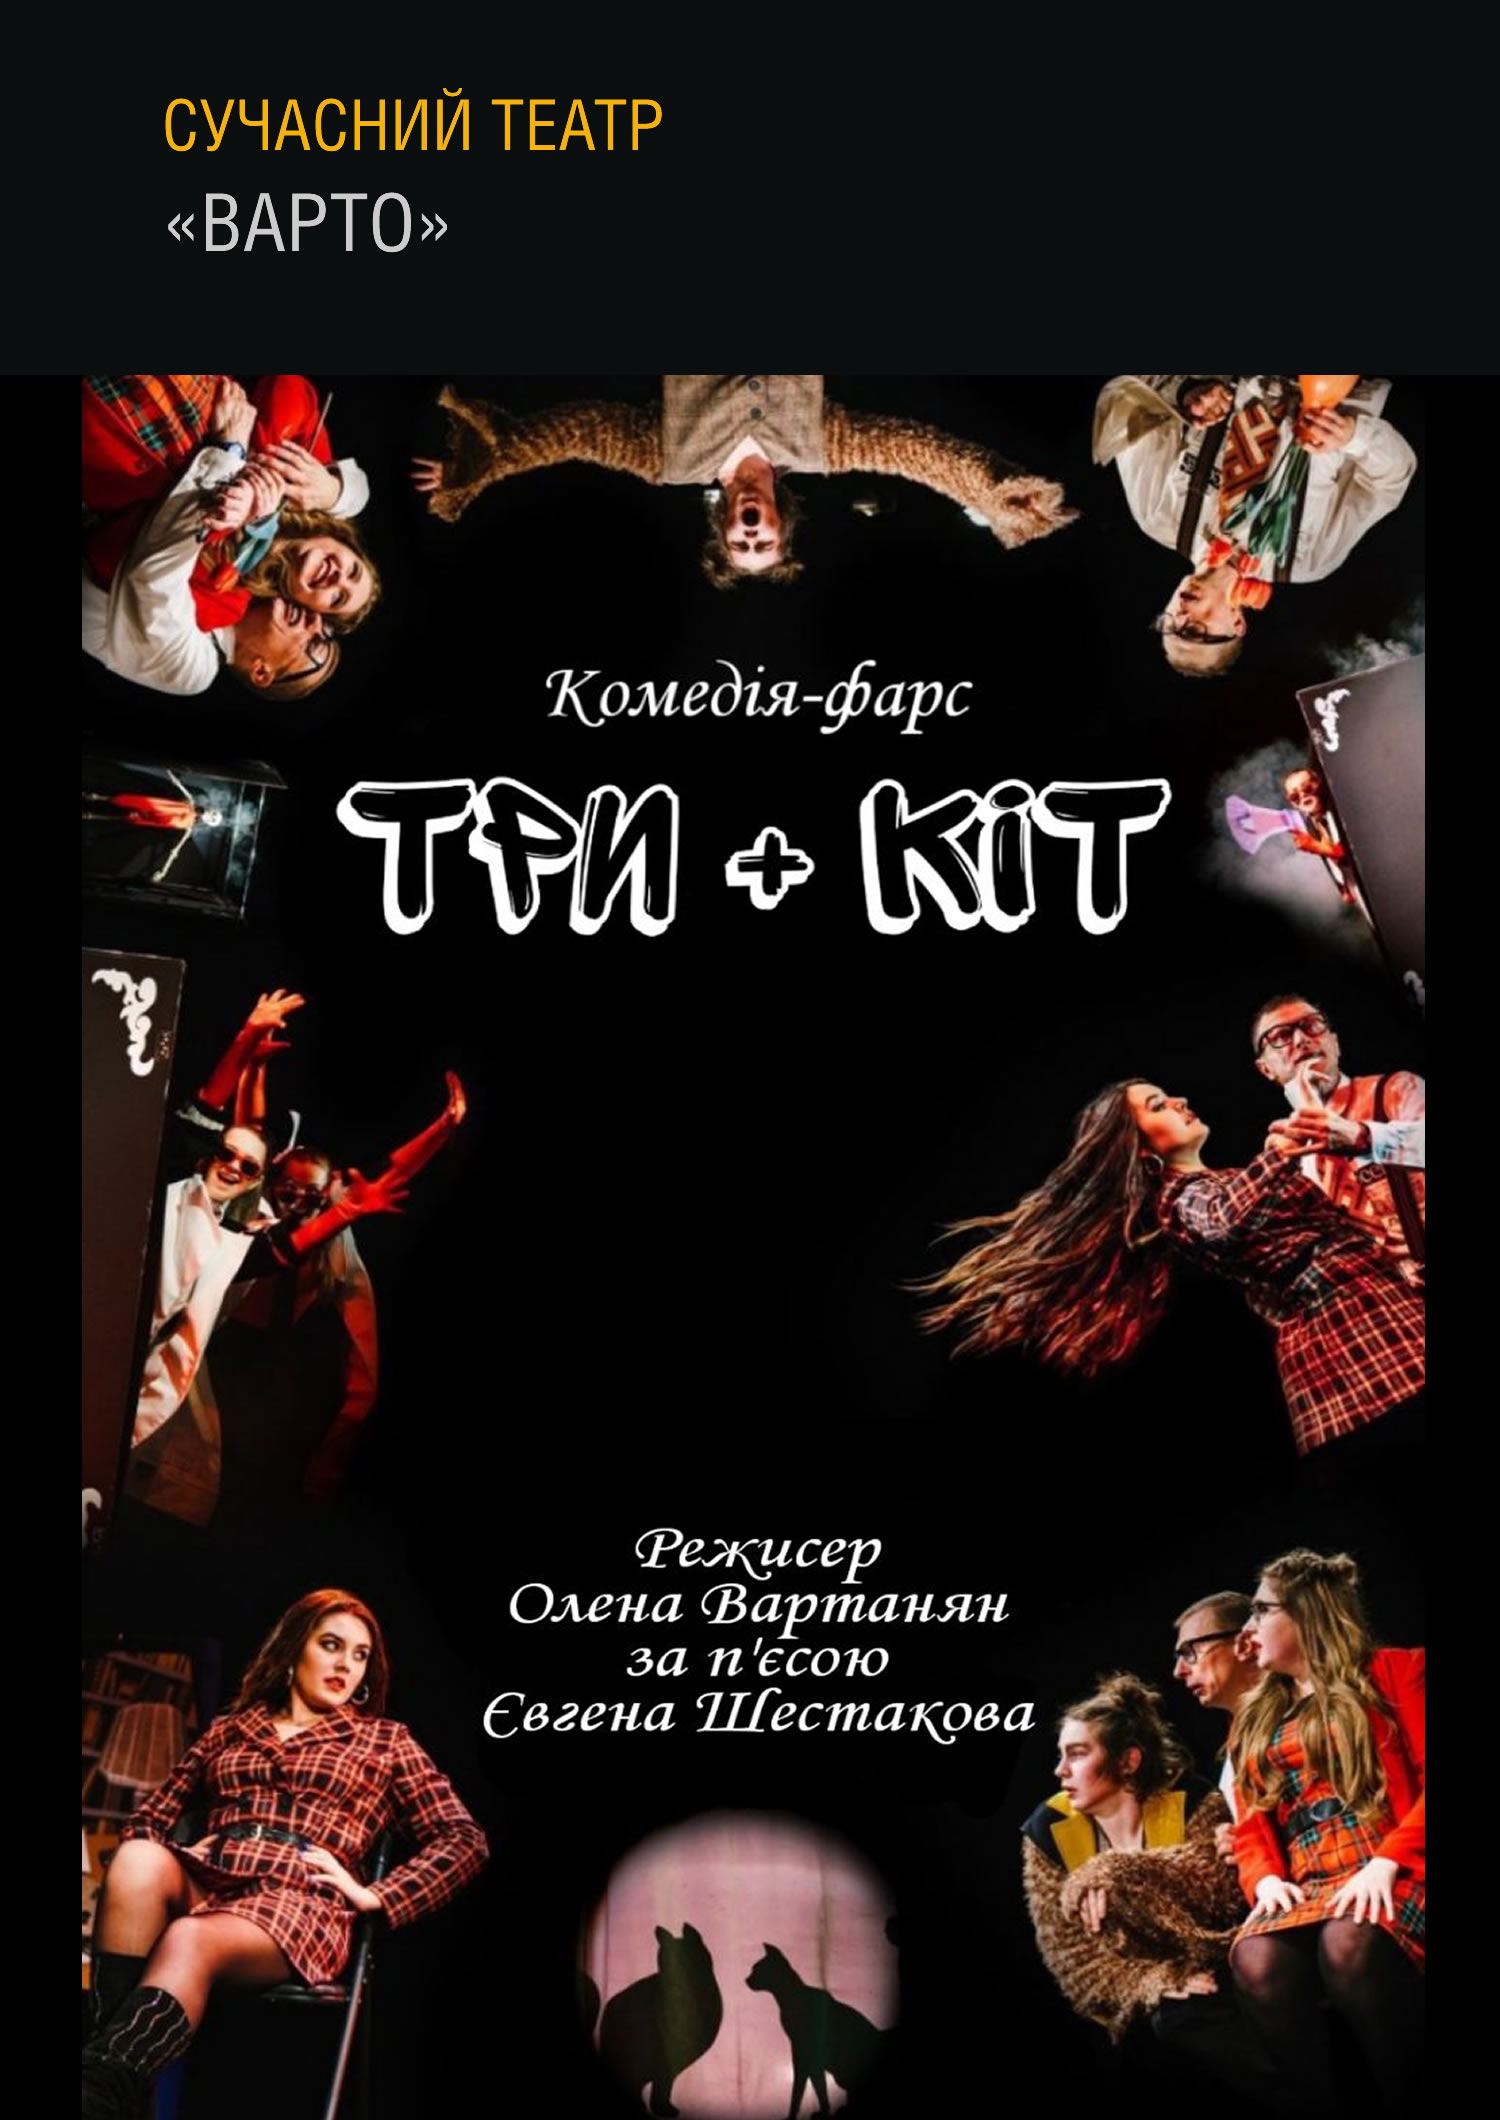 СУЧАСНИЙ ТЕАТР
«ВАРТО»
Комедія-фарс
ТРИ + КІТ
Режисер
Олена Вартанян
за п'єсою
Євгена Шестакова